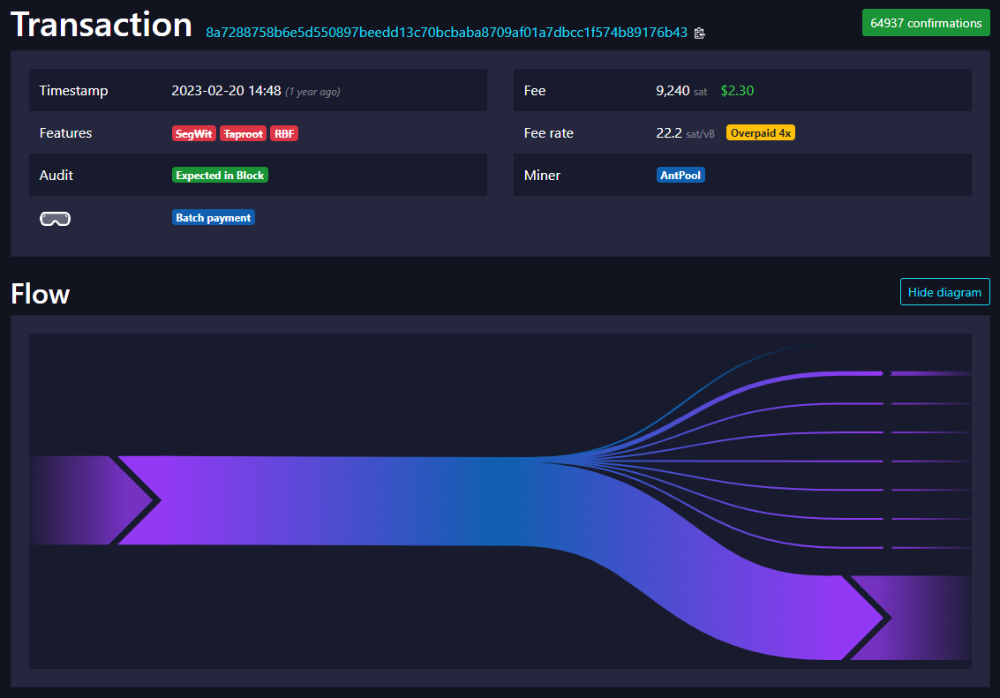 Transaction 8a7288758b6e5d550897beedd13c70bcbaba8709af01a7dbcc1f574b89176b43 64937 confirmations
Timestamp 2023-02-20 14:48 (1 year ago)
Fee 9,240 sat $2.30
Features SegWit Taproot RBF
Fee rate 22.2 sat/vB Overpaid 4x
Audit Expected in Block
Miner AntPool
Batch payment
Flow Hide diagram